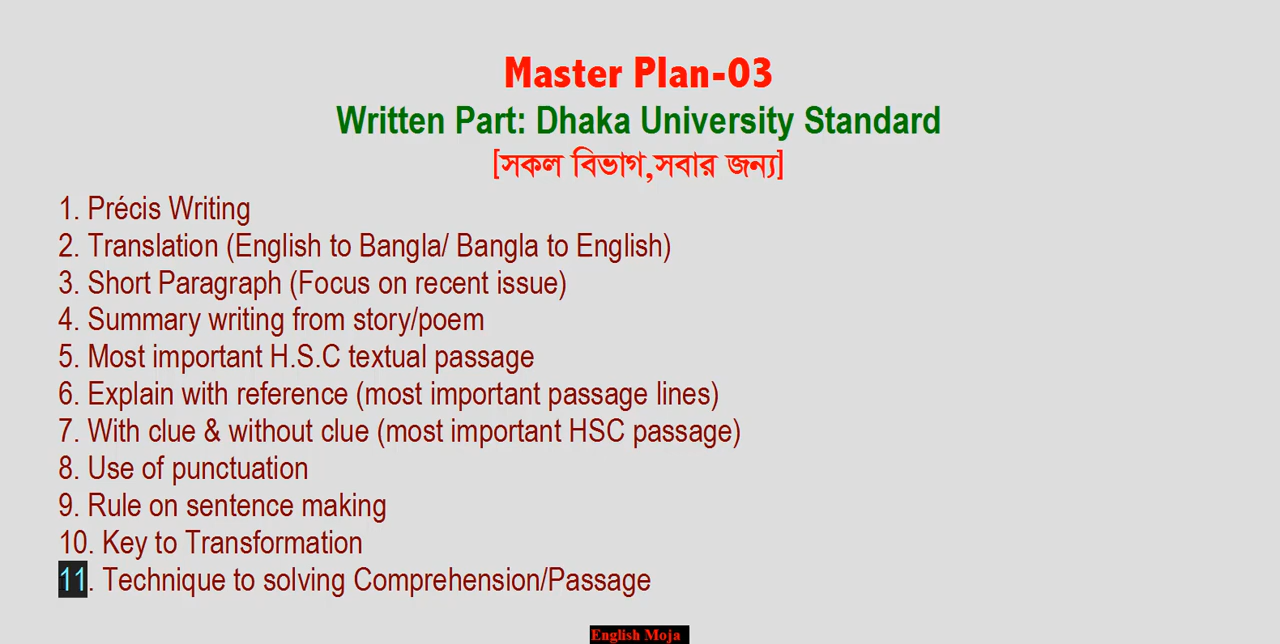 Master Plan-03
Written Part: Dhaka University Standard
[সকল বিভাগ,সবার জন্য]
1. Précis Writing
2. Translation (English to Bangla/ Bangla to English)
3. Short Paragraph (Focus on recent issue)
4. Summary writing from story/poem
5. Most important H.S.C textual passage
6. Explain with reference (most important passage lines)
7. With clue & without clue (most important HSC passage)
8. Use of punctuation
9. Rule on sentence making
10. Key to Transformation
11. Technique to solving Comprehension/Passage
English Moja